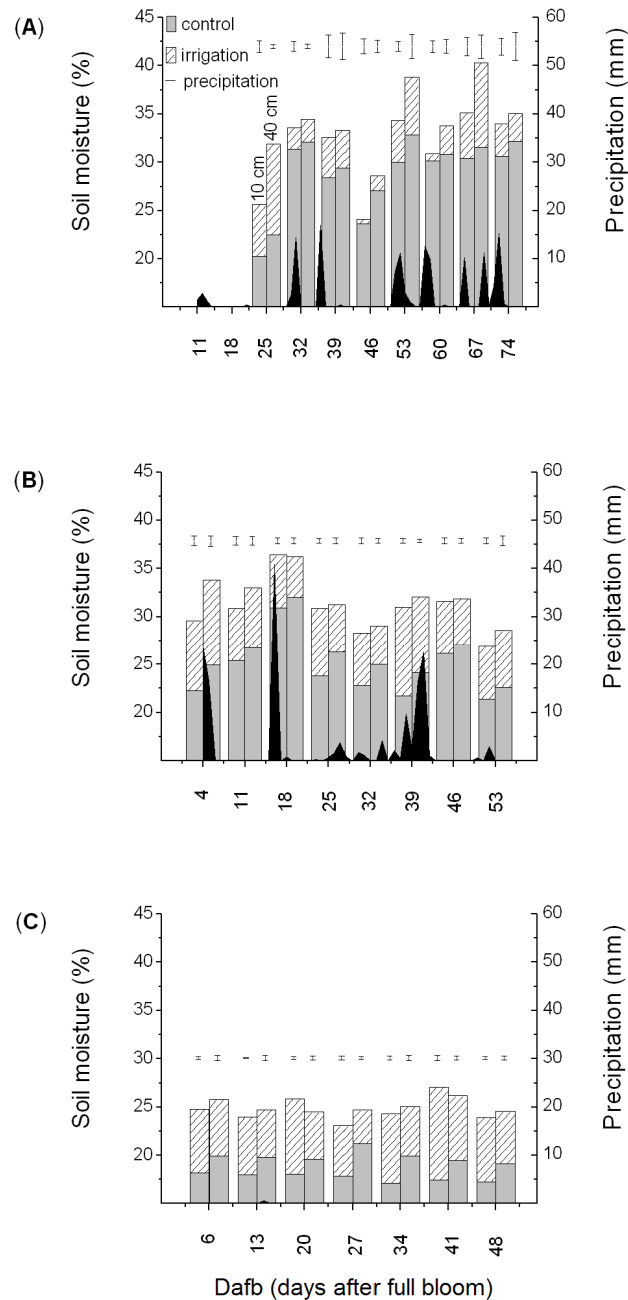 (A)
control
irrigation
precipitation
Soil moisture (%)
45
40
35
30
25
20
10 cm
40 cm
Precipitation (mm)
60
50
40
30
20
10
11 18 25 32 39 46 53 60 67 74
(B)
Soil moisture (%)
45
40
35
30
25
20
Precipitation (mm)
60
50
40
30
20
10
4 11 18 25 32 39 46 53
(C)
Soil moisture (%)
45
40
35
30
25
20
Precipitation (mm)
60
50
40
30
20
10
6 13 20 27 34 41 48
Dafb (days after full bloom)